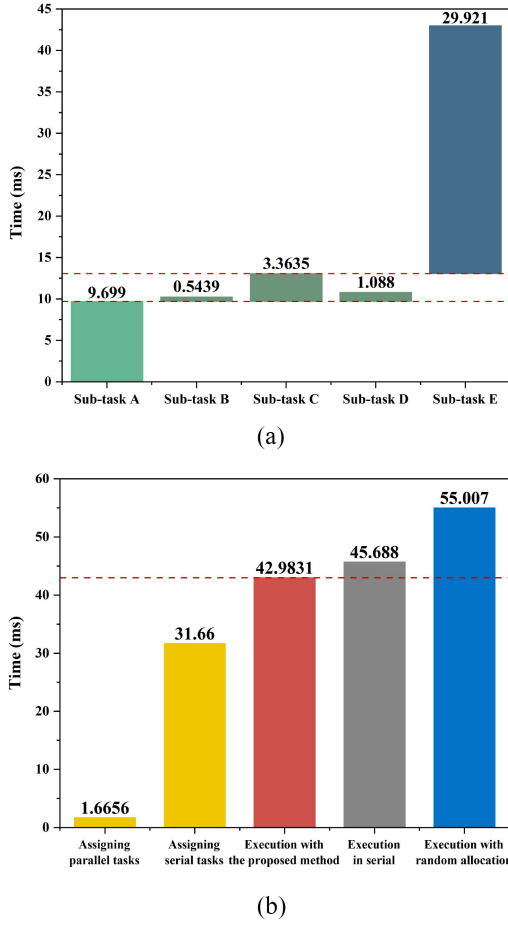 45
40
35
30
25
20
15
10
5
0
Time (ms)
9.699
0.5439
3.3635
1.088
29.921
Sub-task A
Sub-task B
Sub-task C
Sub-task D
Sub-task E
(a)
60
50
40
30
20
10
0
Time (ms)
1.6656
31.66
42.9831
45.688
55.007
Assigning
parallel tasks
Assigning
serial tasks
Execution with
the proposed method
Execution
in serial
Execution with
random allocation
(b)